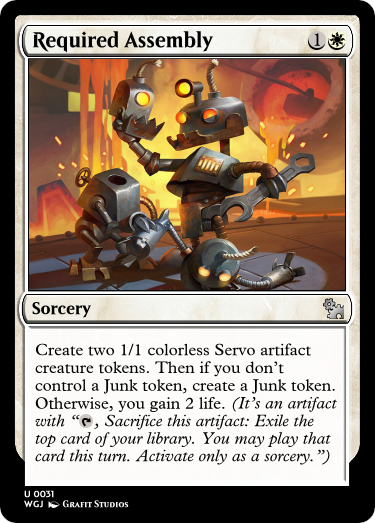 Required Assembly 1
Sorcery
Create two 1/1 colorless Servo artifact
creature tokens. Then if you don’t
control a Junk token, create a Junk token.
Otherwise, you gain 2 life. (It’s an artifact
with “, Sacrifice this artifact: Exile the
top card of your library. You may play that
card this turn. Activate only as a sorcery.”)
U 0031
WGJ Grafit Studios